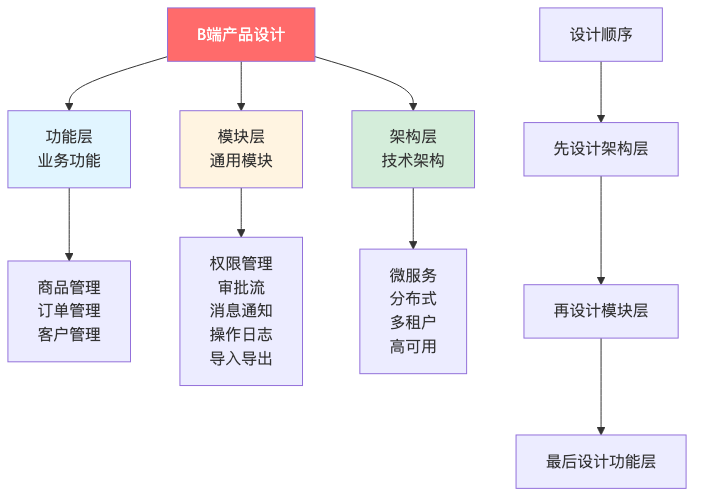 B端产品设计
功能层
业务功能
模块层
通用模块
架构层
技术架构
商品管理
订单管理
客户管理
权限管理
审批流
消息通知
操作日志
导入导出
微服务
分布式
多租户
高可用
设计顺序
先设计架构层
再设计模块层
最后设计功能层